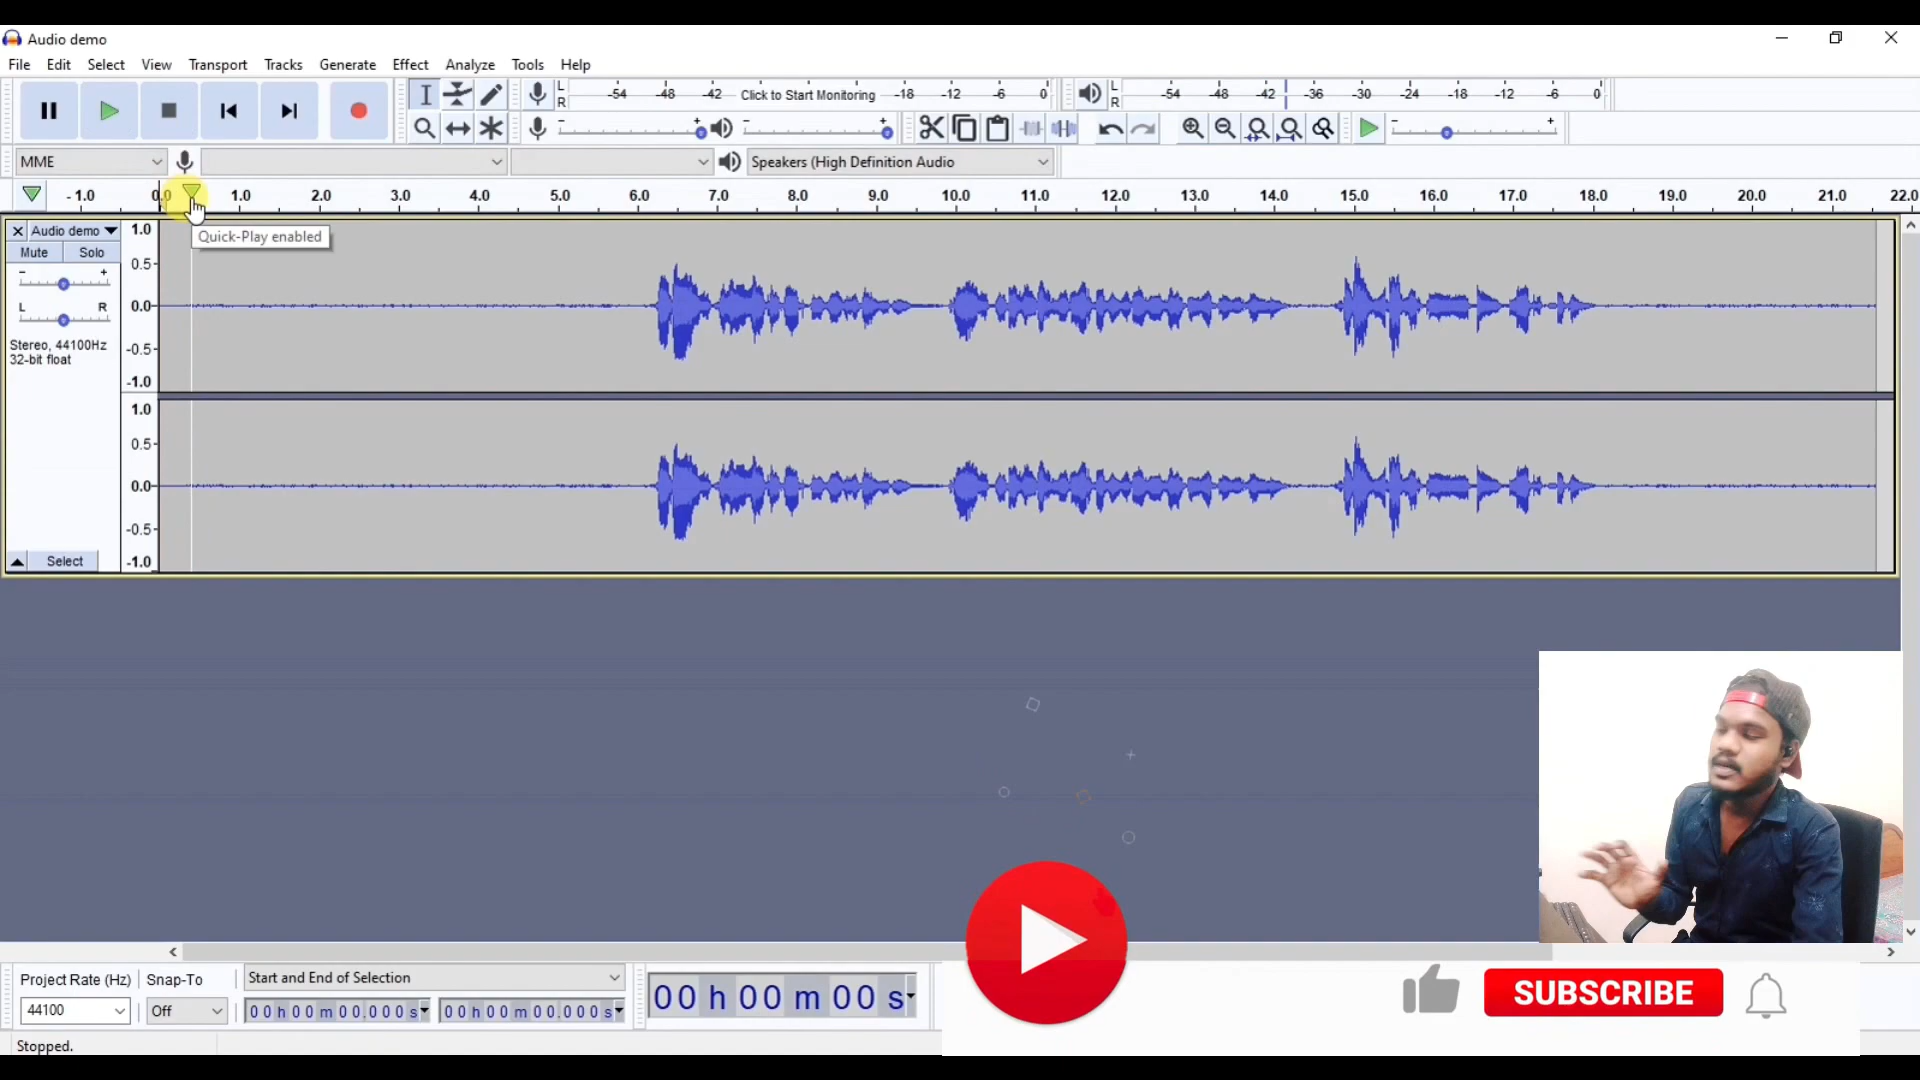 Audio demo
File Edit Select View Transport Tracks Generate Effect Analyze Tools Help
L R -54 -48 -42 Click to Start Monitoring -18 -12 -6 0 L R -54 -48 -42 -36 -30 -24 -18 -12 -6 0
- + - + - +
MME Speakers (High Definition Audio
-1.0 0.0 1.0 2.0 3.0 4.0 5.0 6.0 7.0 8.0 9.0 10.0 11.0 12.0 13.0 14.0 15.0 16.0 17.0 18.0 19.0 20.0 21.0 22.0
Quick-Play enabled
Audio demo
Mute Solo
- +
L R
Stereo, 44100Hz
32-bit float
Select
1.0
0.5
0.0
-0.5
-1.0
1.0
0.5
0.0
-0.5
-1.0
Project Rate (Hz) Snap-To Start and End of Selection
44100 Off 00 h 00 m 00.000 s 00 h 00 m 00.000 s 00 h 00 m 00 s
SUBSCRIBE
Stopped.